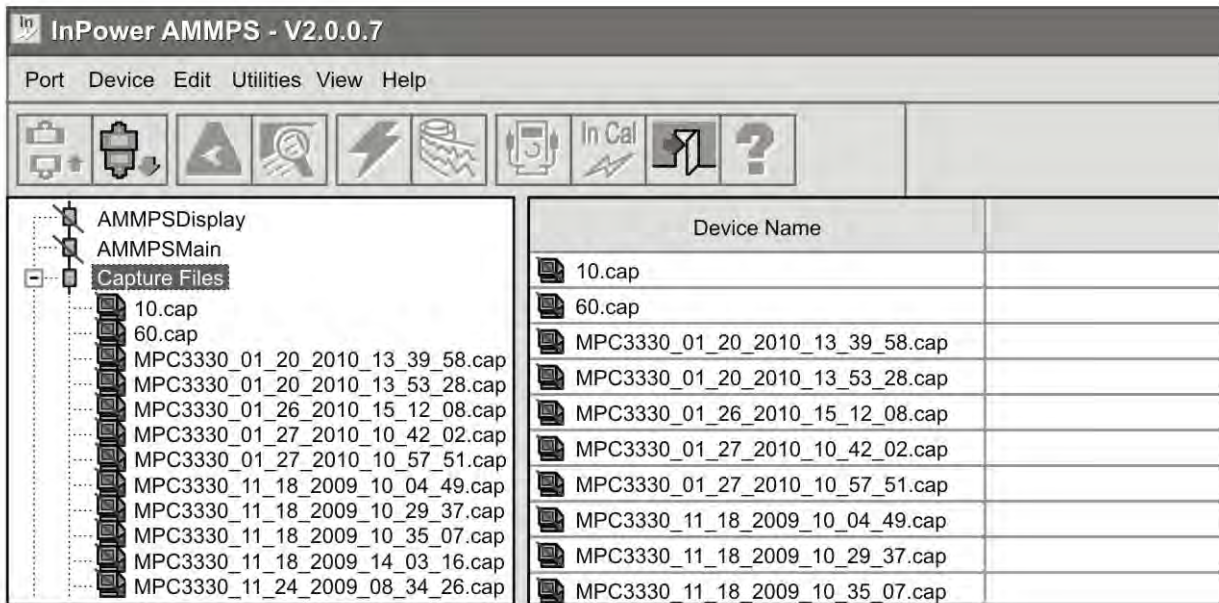 InPower AMMPS - V2.0.0.7
Port Device Edit Utilities View Help
In Cal
AMMPSDisplay
AMMPSMain
Capture Files
10.cap
60.cap
MPC3330_01_20_2010_13_39_58.cap
MPC3330_01_20_2010_13_53_28.cap
MPC3330_01_26_2010_15_12_08.cap
MPC3330_01_27_2010_10_42_02.cap
MPC3330_01_27_2010_10_57_51.cap
MPC3330_11_18_2009_10_04_49.cap
MPC3330_11_18_2009_10_29_37.cap
MPC3330_11_18_2009_10_35_07.cap
MPC3330_11_18_2009_14_03_16.cap
MPC3330_11_24_2009_08_34_26.cap
Device Name
10.cap
60.cap
MPC3330_01_20_2010_13_39_58.cap
MPC3330_01_20_2010_13_53_28.cap
MPC3330_01_26_2010_15_12_08.cap
MPC3330_01_27_2010_10_42_02.cap
MPC3330_01_27_2010_10_57_51.cap
MPC3330_11_18_2009_10_04_49.cap
MPC3330_11_18_2009_10_29_37.cap
MPC3330_11_18_2009_10_35_07.cap